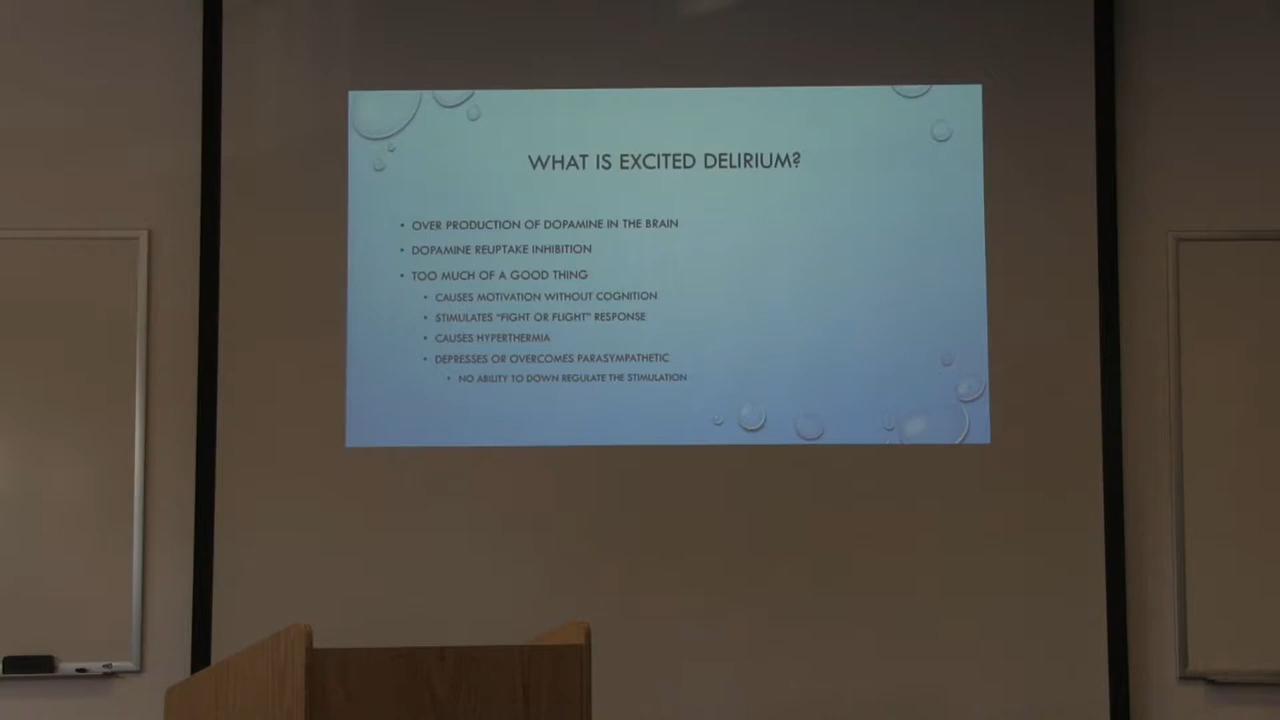 WHAT IS EXCITED DELIRIUM?
• OVER PRODUCTION OF DOPAMINE IN THE BRAIN
• DOPAMINE REUPTAKE INHIBITION
• TOO MUCH OF A GOOD THING
• CAUSES MOTIVATION WITHOUT COGNITION
• STIMULATES "FIGHT OR FLIGHT" RESPONSE
• CAUSES HYPERTHERMIA
• DEPRESSES OR OVERCOMES PARASYMPATHETIC
• NO ABILITY TO DOWN REGULATE THE STIMULATION